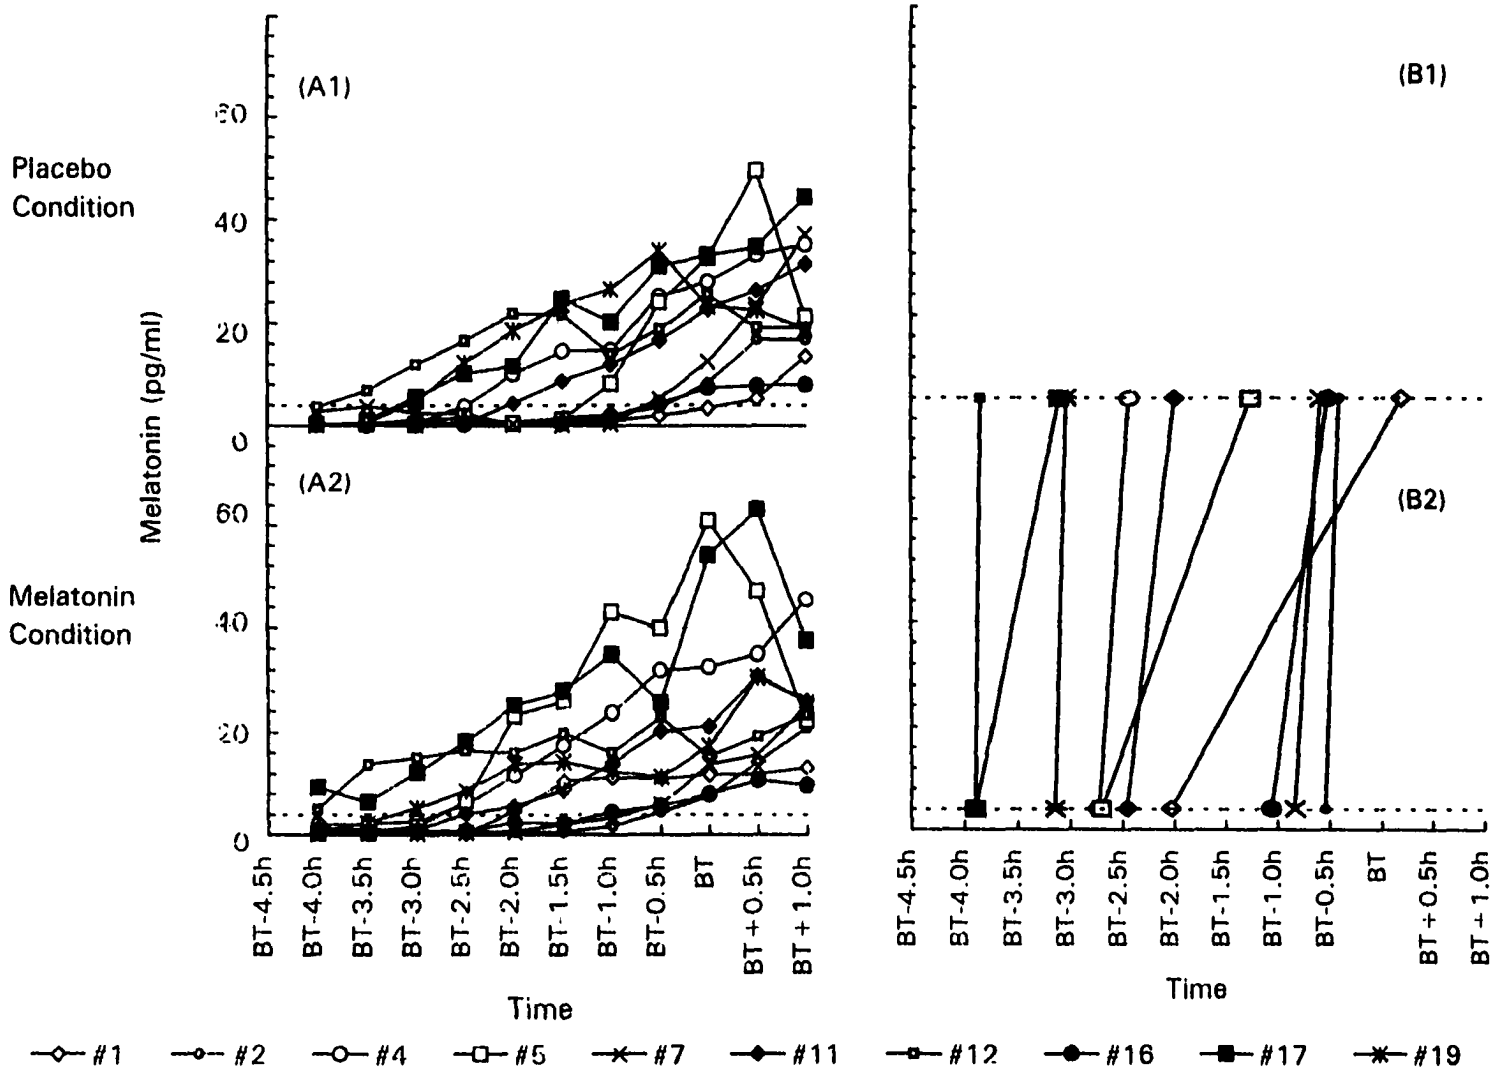 (A1)
(B1)
60
Placebo
Condition
40
20
0
Melatonin (pg/ml)
(A2)
(B2)
60
Melatonin
Condition
40
20
0
BT-4.5h
BT-4.0h
BT-3.5h
BT-3.0h
BT-2.5h
BT-2.0h
BT-1.5h
BT-1.0h
BT-0.5h
BT
BT+0.5h
BT+1.0h
Time
BT-4.5h
BT-4.0h
BT-3.5h
BT-3.0h
BT-2.5h
BT-2.0h
BT-1.5h
BT-1.0h
BT-0.5h
BT
BT+0.5h
BT+1.0h
Time
#1 #2 #4 #5 #7 #11 #12 #16 #17 #19